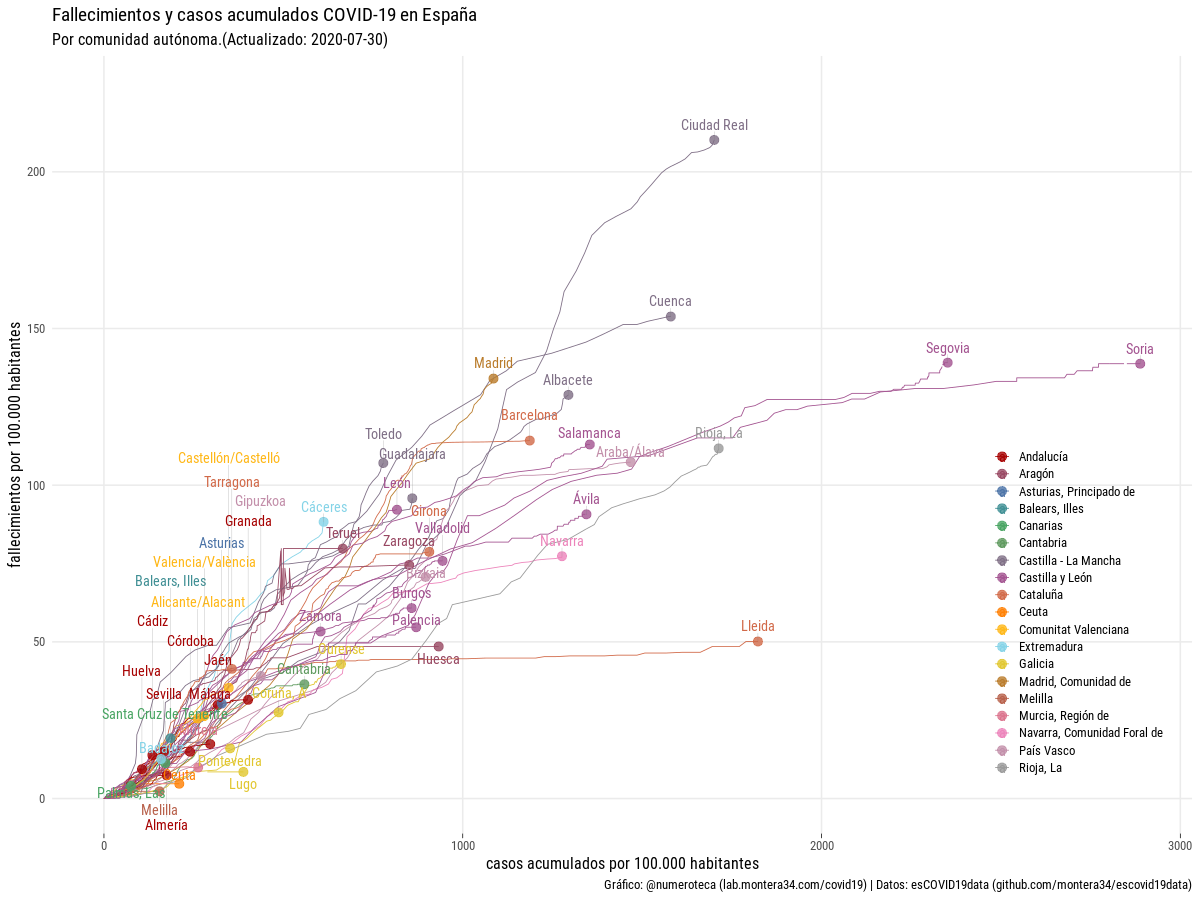 Fallecimientos y casos acumulados COVID-19 en España
Por comunidad autónoma.(Actualizado: 2020-07-30)
fallecimientos por 100.000 habitantes
200
150
100
50
0
Ciudad Real
Cuenca
Segovia
Soria
Madrid
Albacete
Barcelona
Toledo
Salamanca
Rioja, La
Guadalajara
Araba/Álava
Castellón/Castelló
Tarragona
León
Gipuzkoa
Cáceres
Girona
Ávila
Granada
Valladolid
Asturias
Teruel
Zaragoza
Navarra
Valencia/València
Bizkaia
Balears, Illes
Alicante/Alacant
Burgos
Cádiz
Zamora
Palencia
Lleida
Córdoba
Ourense
Jaén
Huesca
Huelva
Cantabria
Sevilla
Málaga
Coruña, A
Santa Cruz de Tenerife
Murcia
Badajoz
Pontevedra
Ceuta
Lugo
Palmas, Las
Melilla
Almería
Andalucía
Aragón
Asturias, Principado de
Balears, Illes
Canarias
Cantabria
Castilla - La Mancha
Castilla y León
Cataluña
Ceuta
Comunitat Valenciana
Extremadura
Galicia
Madrid, Comunidad de
Melilla
Murcia, Región de
Navarra, Comunidad Foral de
País Vasco
Rioja, La
0
1000
2000
3000
casos acumulados por 100.000 habitantes
Gráfico: @numeroteca (lab.montera34.com/covid19) | Datos: esCOVID19data (github.com/montera34/escovid19data)